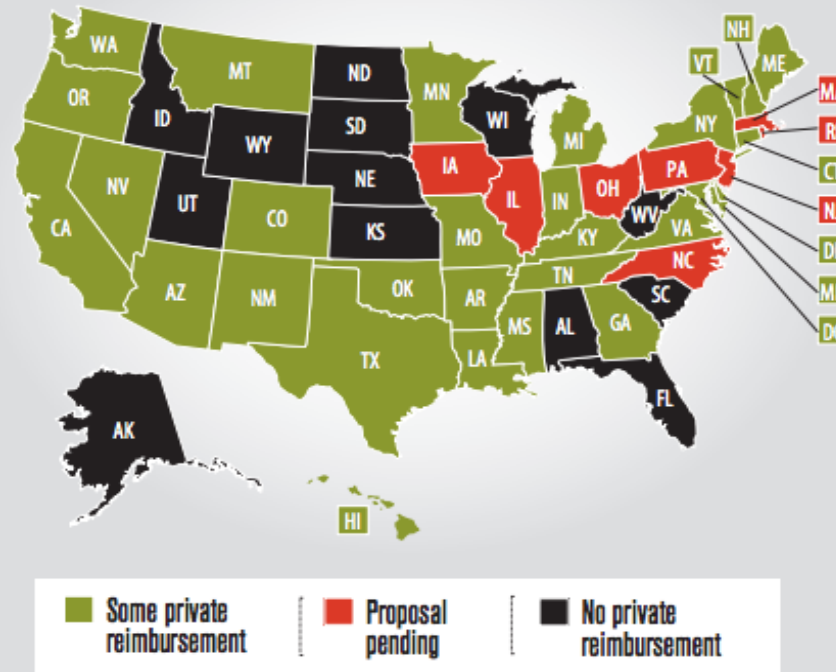 WA
MT
ND
MN
VT
NH
ME
OR
ID
SD
WI
MI
NY
WY
IA
PA
NV
NE
IL
IN
OH
UT
CO
KS
MO
KY
WV
VA
CA
AZ
NM
OK
AR
TN
NC
SC
MS
AL
GA
TX
LA
FL
AK
HI
Some private
reimbursement
Proposal
pending
No private
reimbursement